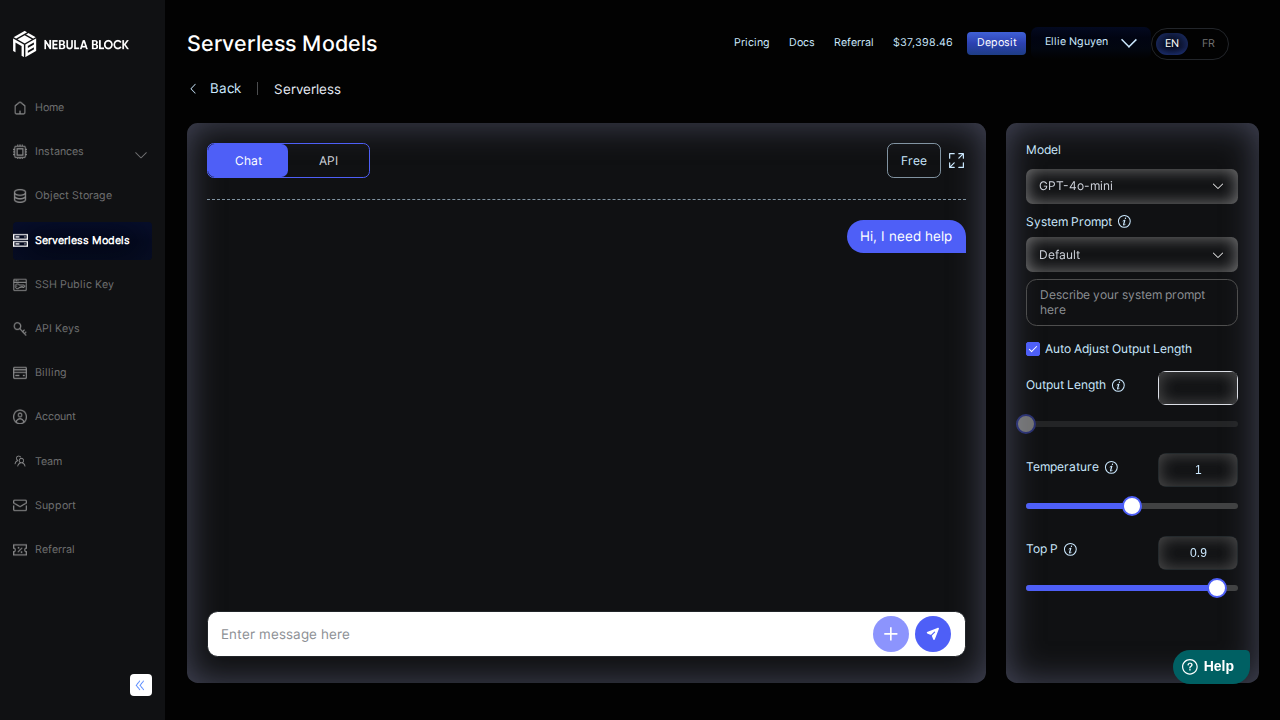 NEBULA BLOCK
Home
Instances
Object Storage
Serverless Models
SSH Public Key
API Keys
Billing
Account
Team
Support
Referral
Serverless Models
Pricing
Docs
Referral
$37,398.46
Deposit
Ellie Nguyen
EN
FR
Back
Serverless
Chat
API
Free
Hi, I need help
Enter message here
Model
GPT-4o-mini
System Prompt
Default
Describe your system prompt
here
Auto Adjust Output Length
Output Length
Temperature
1
Top P
0.9
Help